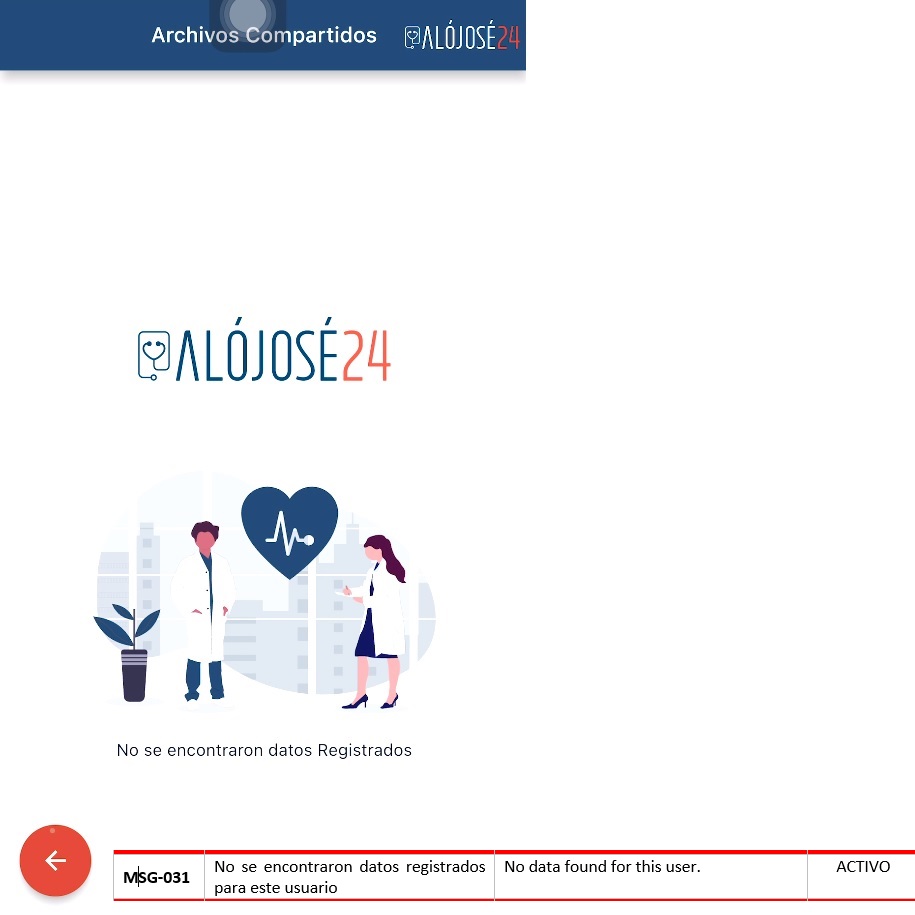 Archivos Compartidos ALÓJOSÉ24
ALÓJOSÉ24
No se encontraron datos Registrados
MSG-031 No se encontraron datos registrados para este usuario No data found for this user. ACTIVO